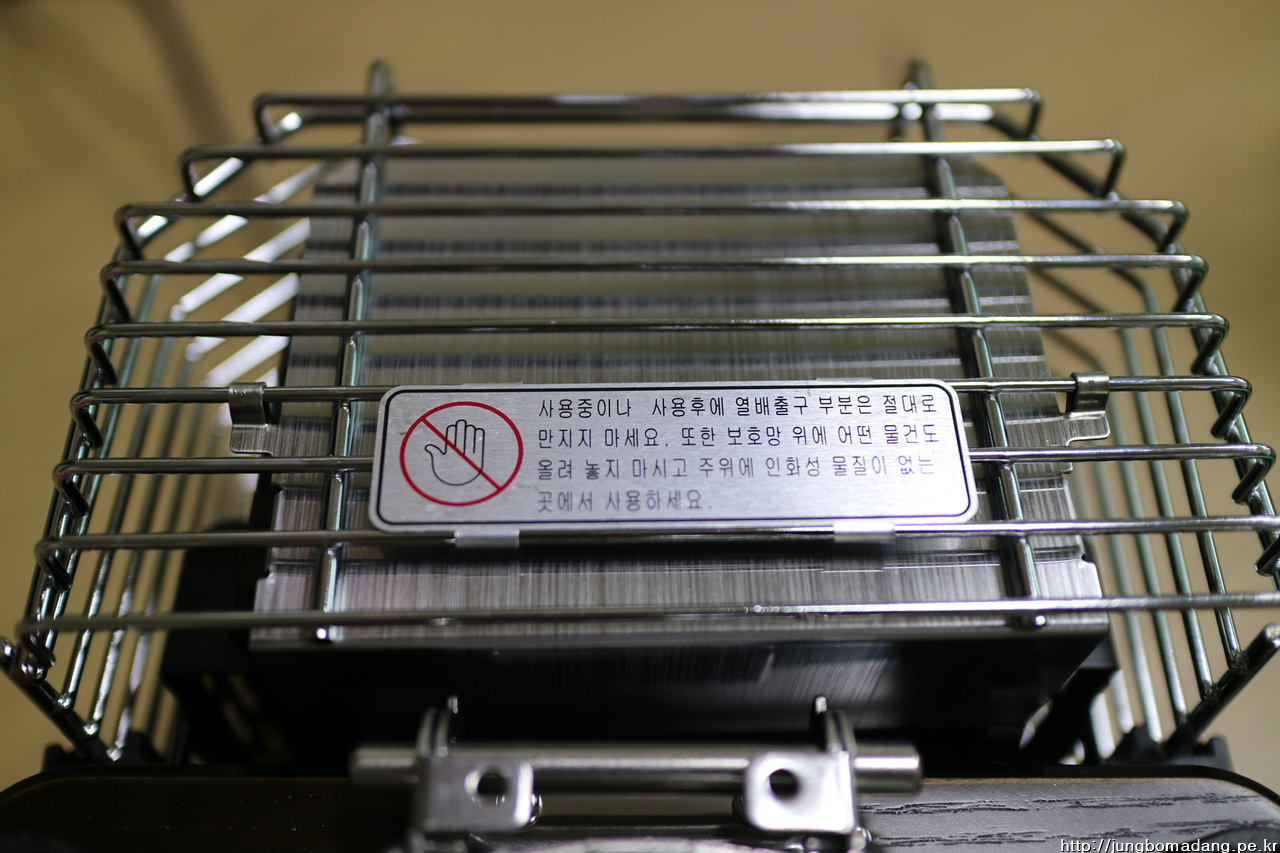 사용중이나 사용후에 열배출구 부분은 절대로
만지지 마세요. 또한 보호망 위에 어떤 물건도
올려 놓지 마시고 주위에 인화성 물질이 없는
곳에서 사용하세요.
http://jungbomadang.pe.kr